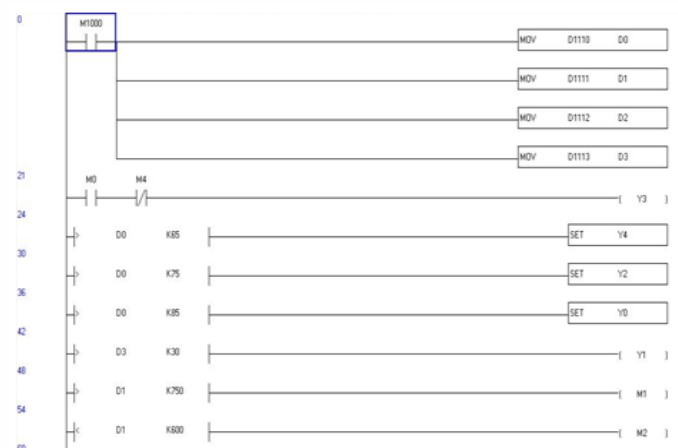 0
M1000
MOV D1110 D0
MOV D1111 D1
MOV D1112 D2
MOV D1113 D3
21
M0 M4
( Y3 )
24
> D0 K65 SET Y4
30
> D0 K75 SET Y2
36
> D0 K85 SET Y0
42
> D3 K30 ( Y1 )
48
> D1 K750 ( M1 )
54
< D1 K600 ( M2 )